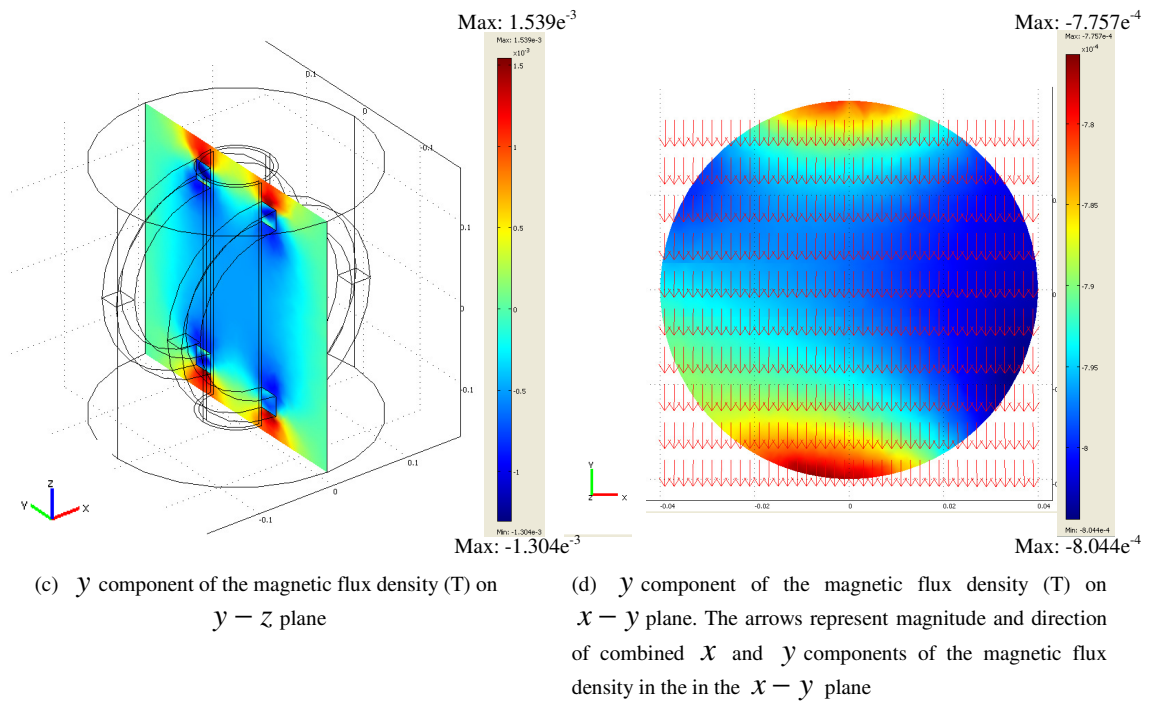 Max: 1.539e-3
Max: 1.539e-3
×10-3
1.5
1
0.5
0
-0.5
-1
Min: -1.304e-3
Max: -1.304e-3
0.1
0
-0.1
0.1
0
-0.1
0.1
0
-0.1
z
y
x
Max: -7.757e-4
Max: -7.757e-4
×10-4
-7.8
-7.85
-7.9
-7.95
-8
Min: -8.044e-4
Max: -8.044e-4
-0.04
-0.02
0
0.02
0.04
Y
Z
X
(c) y component of the magnetic flux density (T) on
y − z plane
(d) y component of the magnetic flux density (T) on
x − y plane. The arrows represent magnitude and direction
of combined x and y components of the magnetic flux
density in the in the x − y plane